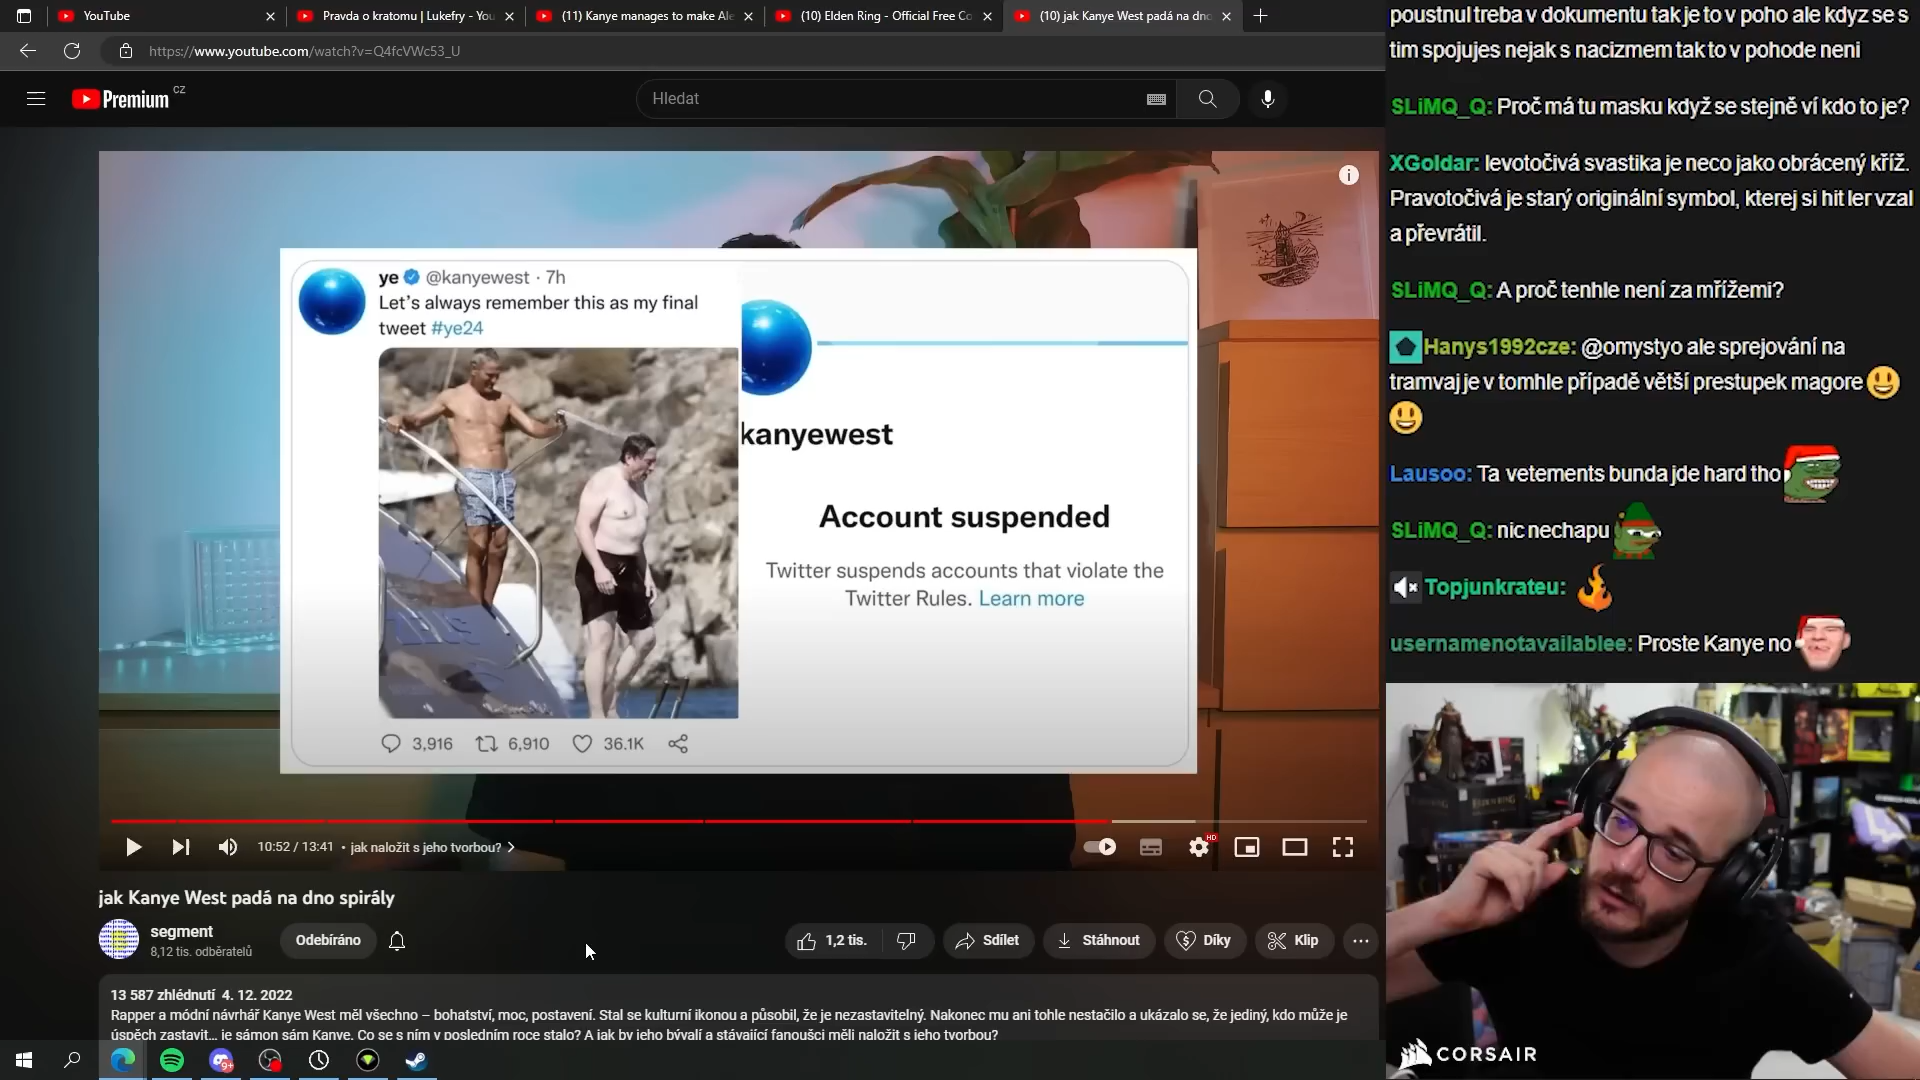 YouTube
Pravda o kratomu | Lukefry - You
(11) Kanye manages to make Ale
(10) Elden Ring - Official Free Co
(10) jak Kanye West padá na dno
https://www.youtube.com/watch?v=Q4fcVWc53_U
Premium CZ
Hledat
ye @kanyewest · 7h
Let's always remember this as my final
tweet #ye24
3,916 6,910 36.1K
kanyewest
Account suspended
Twitter suspends accounts that violate the
Twitter Rules. Learn more
10:52 / 13:41 • jak naložit s jeho tvorbou?
HD
jak Kanye West padá na dno spirály
segment
8,12 tis. odběratelů
Odebíráno
1,2 tis.
Sdílet
Stáhnout
Díky
Klip
13 587 zhlédnutí 4. 12. 2022
Rapper a módní návrhář Kanye West měl všechno – bohatství, moc, postavení. Stal se kulturní ikonou a působil, že je nezastavitelný. Nakonec mu ani tohle nestačilo a ukázalo se, že jediný, kdo může je
úspěch zastavit... je sámon sám Kanye. Co se s ním v posledním roce stalo? A jak by jeho bývalí a stávající fanoušci měli naložit s jeho tvorbou?
9+
poustnul treba v dokumentu tak je to v poho ale kdyz se s
tim spojujes nejak s nacizmem tak to v pohode neni
SLiMQ_Q: Proč má tu masku když se stejně ví kdo to je?
XGoldar: levotočivá svastika je neco jako obrácený kříž.
Pravotočivá je starý originální symbol, kterej si hit ler vzal
a převrátil.
SLiMQ_Q: A proč tenhle není za mřížemi?
Hanys1992cze: @omystyo ale sprejování na
tramvaj je v tomhle případě větší prestupek magore
Lausoo: Ta vetements bunda jde hard tho
SLiMQ_Q: nic nechapu
Topjunkrateu:
usernamenotavailablee: Proste Kanye no
CORSAIR